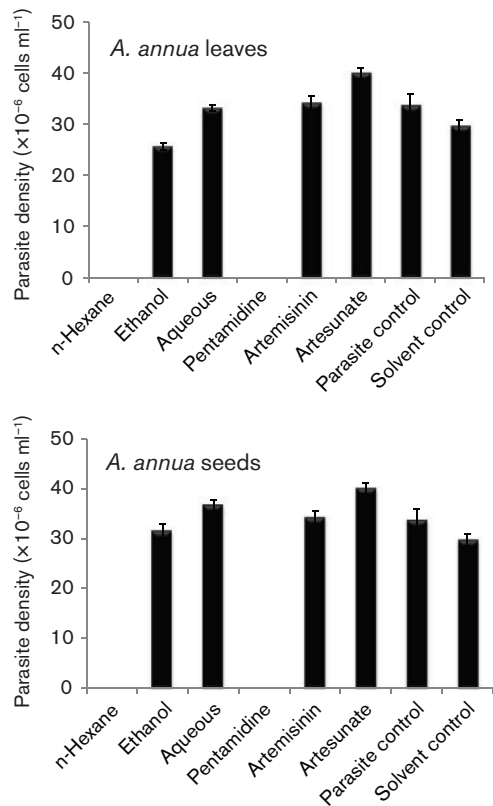 Parasite density (×10⁻⁶ cells ml⁻¹)
50
40
30
20
10
0
A. annua leaves
n-Hexane
Ethanol
Aqueous
Pentamidine
Artemisinin
Artesunate
Parasite control
Solvent control
Parasite density (×10⁻⁶ cells ml⁻¹)
50
40
30
20
10
0
A. annua seeds
n-Hexane
Ethanol
Aqueous
Pentamidine
Artemisinin
Artesunate
Parasite control
Solvent control